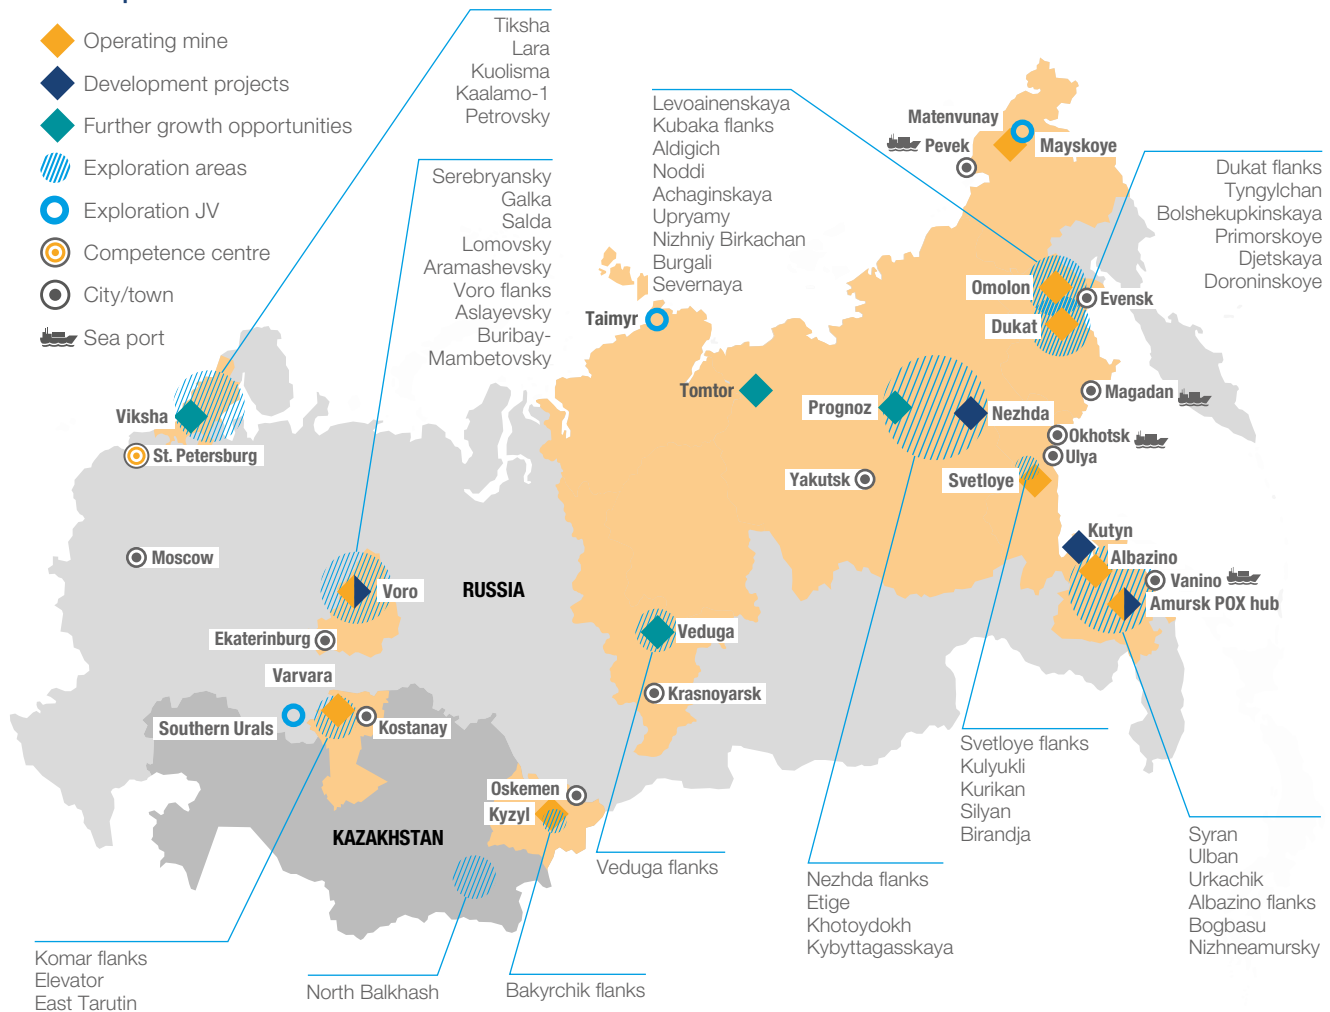 Operating mine
Development projects
Further growth opportunities
Exploration areas
Exploration JV
Competence centre
City/town
Sea port
Tiksha
Lara
Kuolisma
Kaalamo-1
Petrovsky
Serebryansky
Galka
Salda
Lomovsky
Aramashevsky
Voro flanks
Aslayevsky
Buribay-
Mambetovsky
Levoainenskaya
Kubaka flanks
Aldigich
Noddi
Achaginskaya
Upryamy
Nizhniy Birkachan
Burgali
Severnaya
Matenvunay
Pevek
Mayskoye
Dukat flanks
Tyngylchan
Bolshekupkinskaya
Primorskoye
Djetskaya
Doroninskoye
Omolon
Evensk
Dukat
Taimyr
Tomtor
Prognoz
Nezhda
Magadan
Okhotsk
Ulya
Yakutsk
Svetloye
Viksha
St. Petersburg
Moscow
Voro
RUSSIA
Ekaterinburg
Varvara
Southern Urals
Kostanay
Veduga
Krasnoyarsk
Kutyn
Albazino
Vanino
Amursk POX hub
Oskemen
Kyzyl
KAZAKHSTAN
Svetloye flanks
Kulyukli
Kurikan
Silyan
Birandja
Syran
Ulban
Urkachik
Albazino flanks
Bogbasu
Nizhneamursky
Veduga flanks
Nezhda flanks
Etige
Khotoydokh
Kybyttagasskaya
Komar flanks
Elevator
East Tarutin
North Balkhash
Bakyrchik flanks